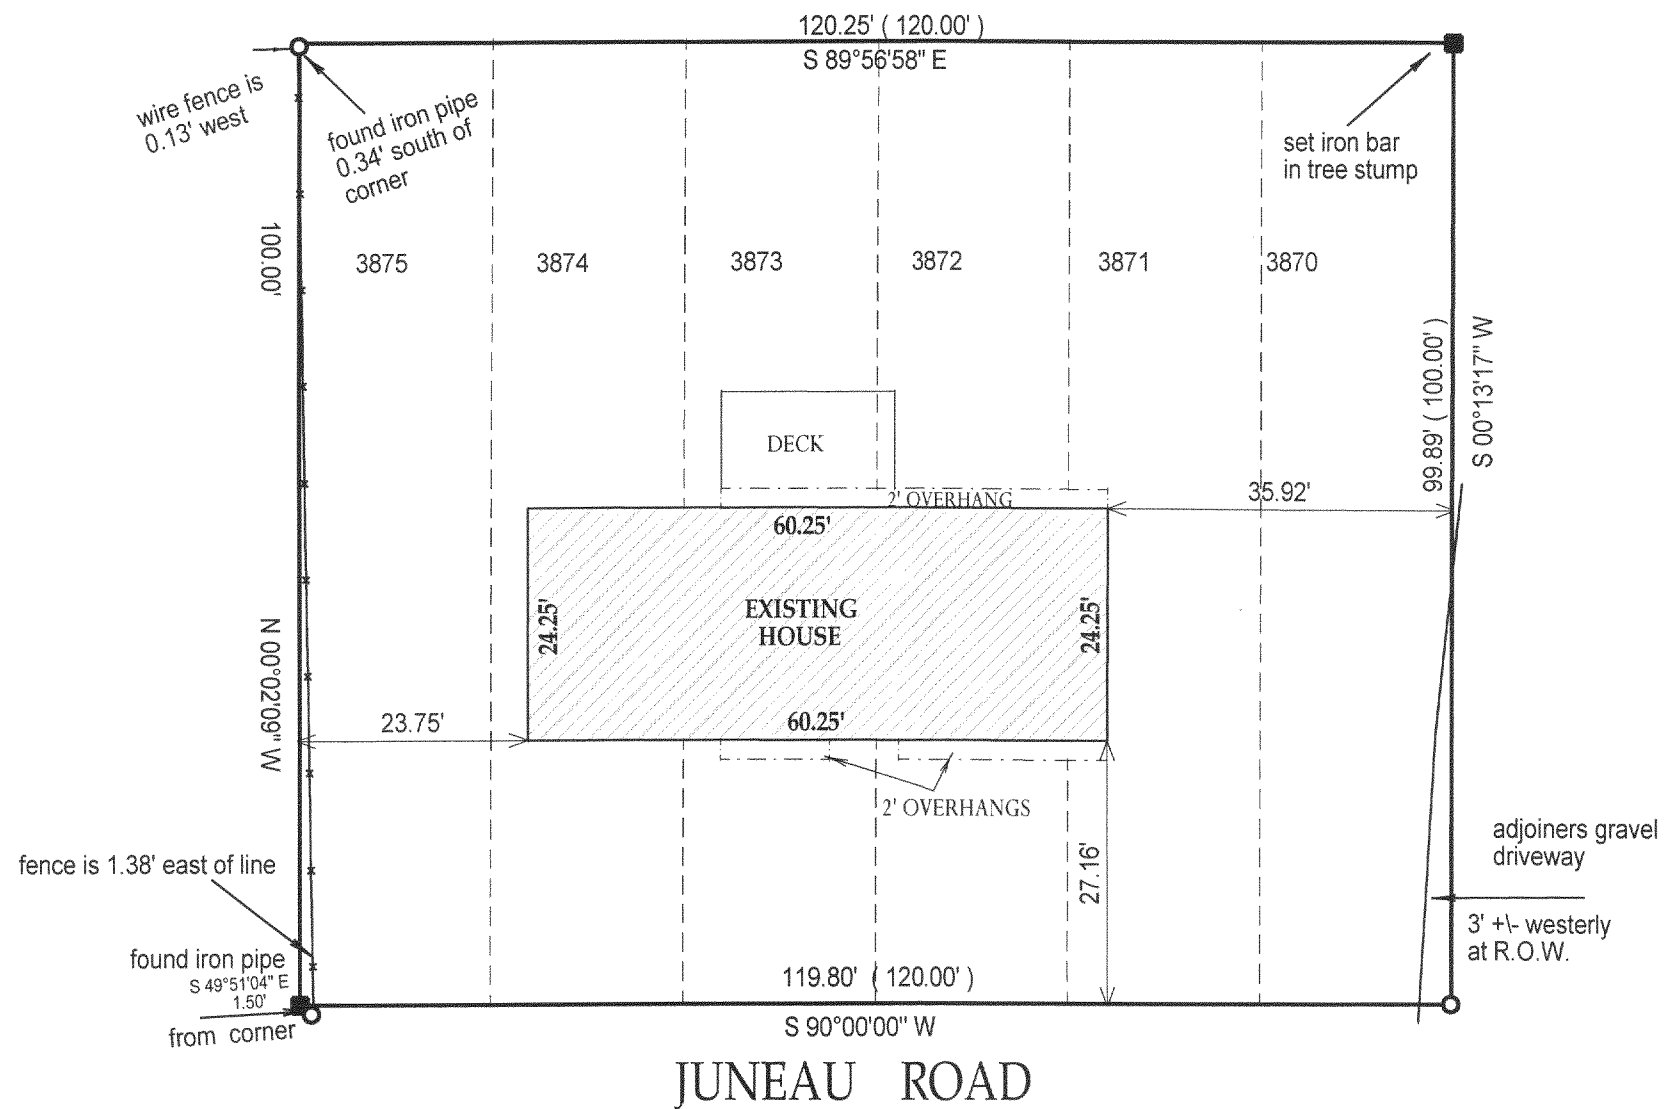 120.25' ( 120.00' )
S 89°56'58" E
wire fence is
0.13' west
found iron pipe
0.34' south of
corner
set iron bar
in tree stump
100.00'
3875
3874
3873
3872
3871
3870
99.89' ( 100.00' )
S 00°13'17" W
DECK
2' OVERHANG
35.92'
60.25'
24.25'
EXISTING
HOUSE
24.25'
N 00°02'09" W
23.75'
60.25'
2' OVERHANGS
27.16'
adjoiners gravel
driveway
fence is 1.38' east of line
3' +\- westerly
at R.O.W.
found iron pipe
S 49°51'04" E
1.50'
from corner
119.80' ( 120.00' )
S 90°00'00" W
JUNEAU ROAD